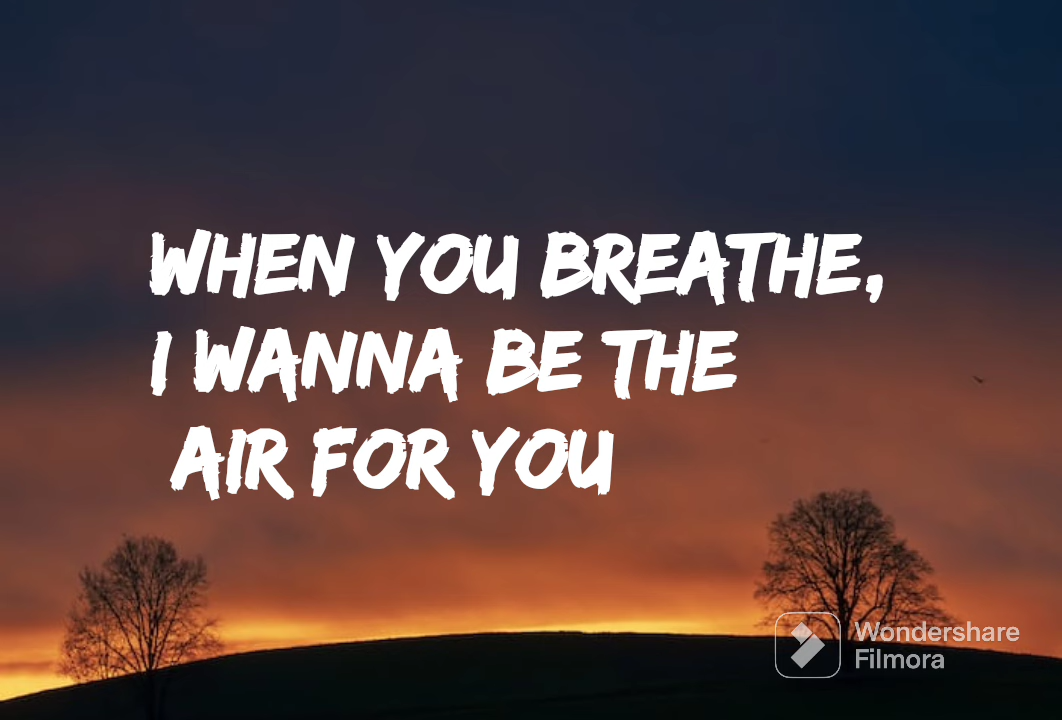 WHEN YOU BREATHE,
I WANNA BE THE
AIR FOR YOU
Wondershare
Filmora